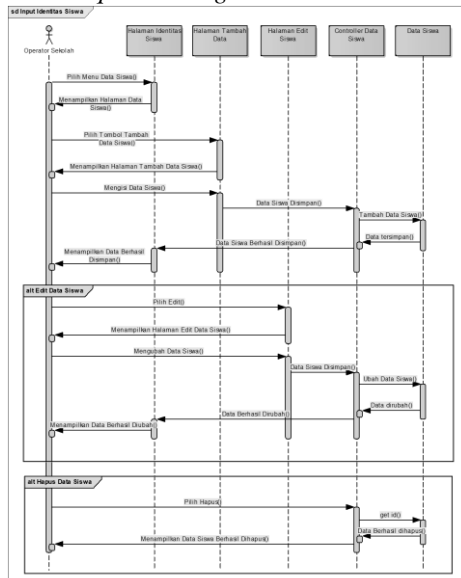 sd Input Identitas Siswa
Operator Sekolah
Halaman Identitas
Siswa
Halaman Tambah
Data
Halaman Edit
Siswa
Controller Data
Siswa
Data Siswa
Pilih Menu Data Siswa()
Menampilkan Halaman Data
Siswa()
Pilih Tombol Tambah
Data Siswa()
Menampilkan Halaman Tambah Data Siswa()
Mengisi Data Siswa()
Data Siswa Disimpan()
Tambah Data Siswa()
Data tersimpan()
Data Siswa Berhasil Disimpan()
Menampilkan Data Berhasil
Disimpan()
alt Edit Data Siswa
Pilih Edit()
Menampilkan Halaman Edit Data Siswa()
Mengubah Data Siswa()
Data Siswa Disimpan()
Ubah Data Siswa()
Data dirubah()
Data Berhasil Dirubah()
Menampilkan Data Berhasil Diubah()
alt Hapus Data Siswa
Pilih Hapus()
get id()
Data Berhasil dihapus()
Menampilkan Data Siswa Berhasil Dihapus()